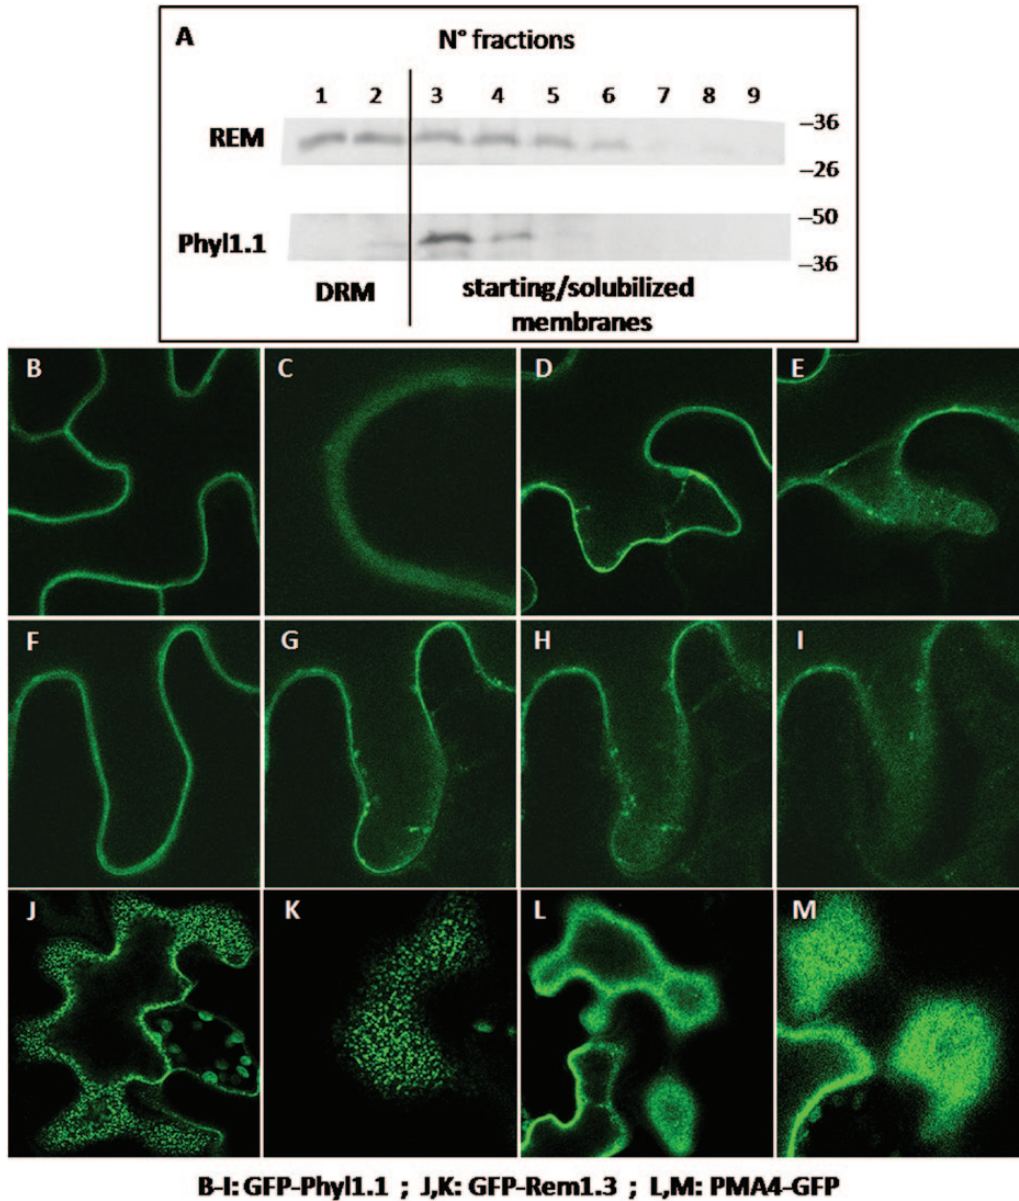 A
N° fractions
1 2 3 4 5 6 7 8 9
REM
–36
–26
Phyl1.1
–50
–36
DRM
starting/solubilized
membranes
B C D E
F G H I
J K L M
B-I: GFP-Phyl1.1 ; J,K: GFP-Rem1.3 ; L,M: PMA4-GFP